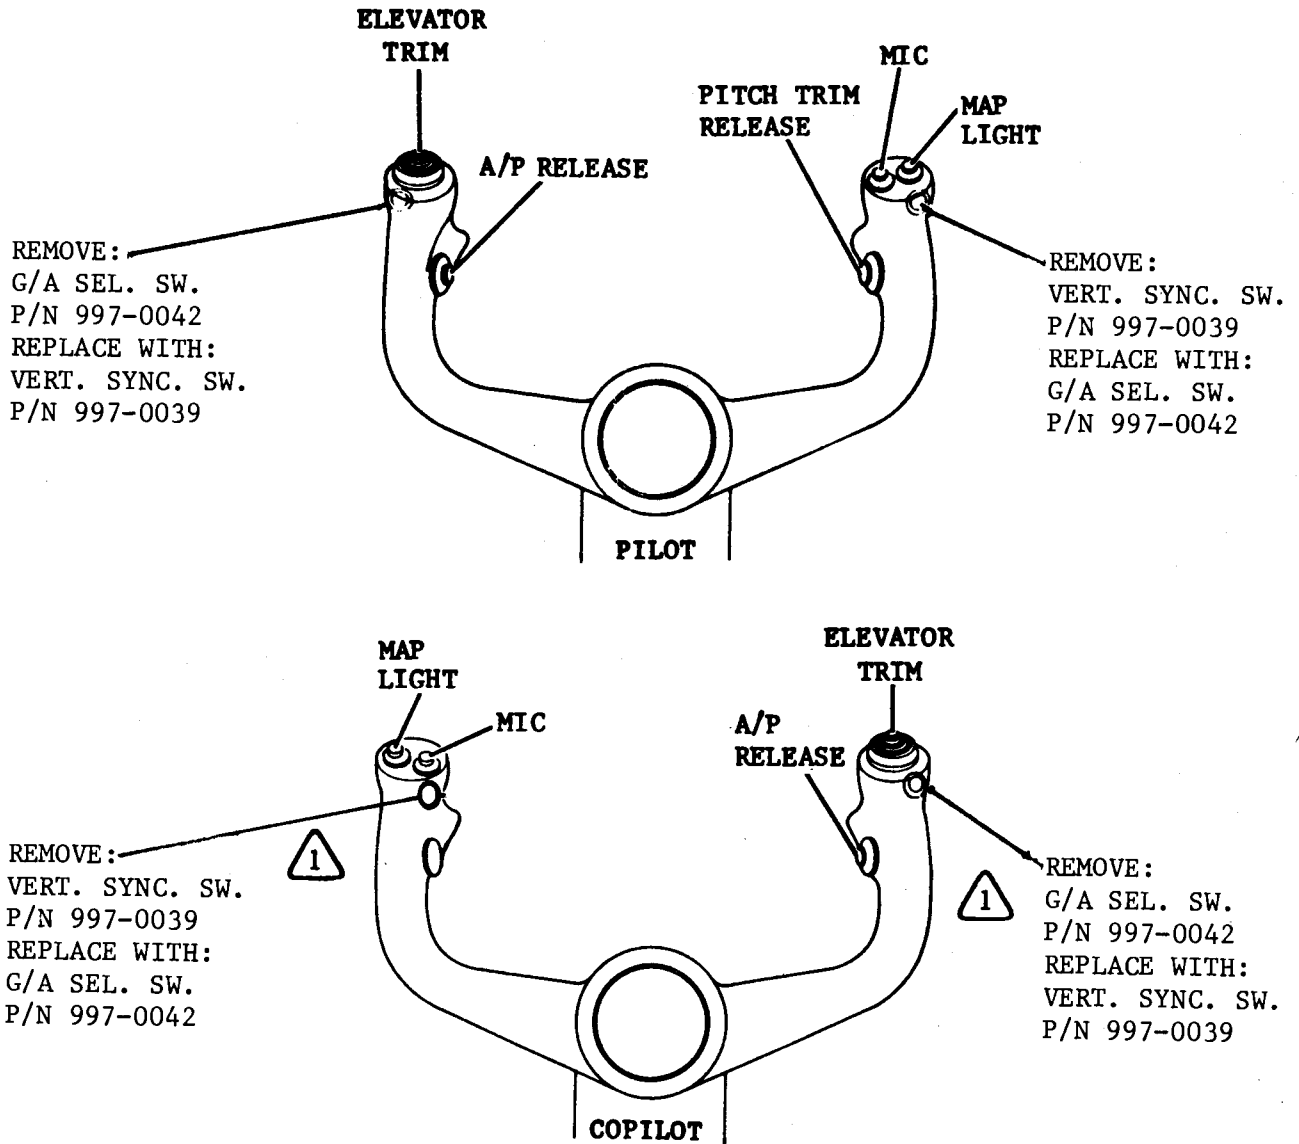 ELEVATOR
TRIM
MIC
PITCH TRIM
RELEASE
MAP
LIGHT
A/P RELEASE
REMOVE:
G/A SEL. SW.
P/N 997-0042
REPLACE WITH:
VERT. SYNC. SW.
P/N 997-0039
REMOVE:
VERT. SYNC. SW.
P/N 997-0039
REPLACE WITH:
G/A SEL. SW.
P/N 997-0042
PILOT
MAP
LIGHT
MIC
ELEVATOR
TRIM
A/P
RELEASE
REMOVE:
VERT. SYNC. SW.
P/N 997-0039
REPLACE WITH:
G/A SEL. SW.
P/N 997-0042
1
1
REMOVE:
G/A SEL. SW.
P/N 997-0042
REPLACE WITH:
VERT. SYNC. SW.
P/N 997-0039
COPILOT